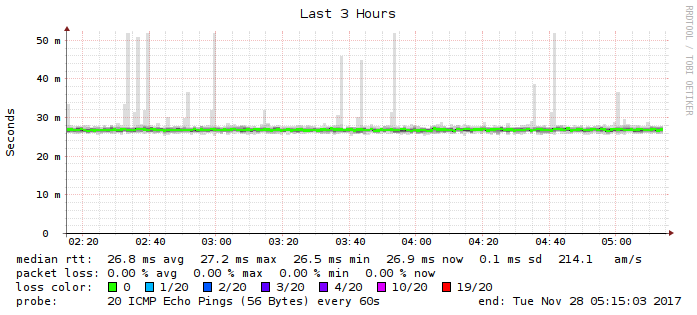 Last 3 Hours
RRDTOOL / TOBI OETIKER
Seconds
50 m
40 m
30 m
20 m
10 m
0
02:20 02:40 03:00 03:20 03:40 04:00 04:20 04:40 05:00
median rtt: 26.8 ms avg 27.2 ms max 26.5 ms min 26.9 ms now 0.1 ms sd 214.1 am/s
packet loss: 0.00 % avg 0.00 % max 0.00 % min 0.00 % now
loss color: 0 1/20 2/20 3/20 4/20 10/20 19/20
probe: 20 ICMP Echo Pings (56 Bytes) every 60s end: Tue Nov 28 05:15:03 2017